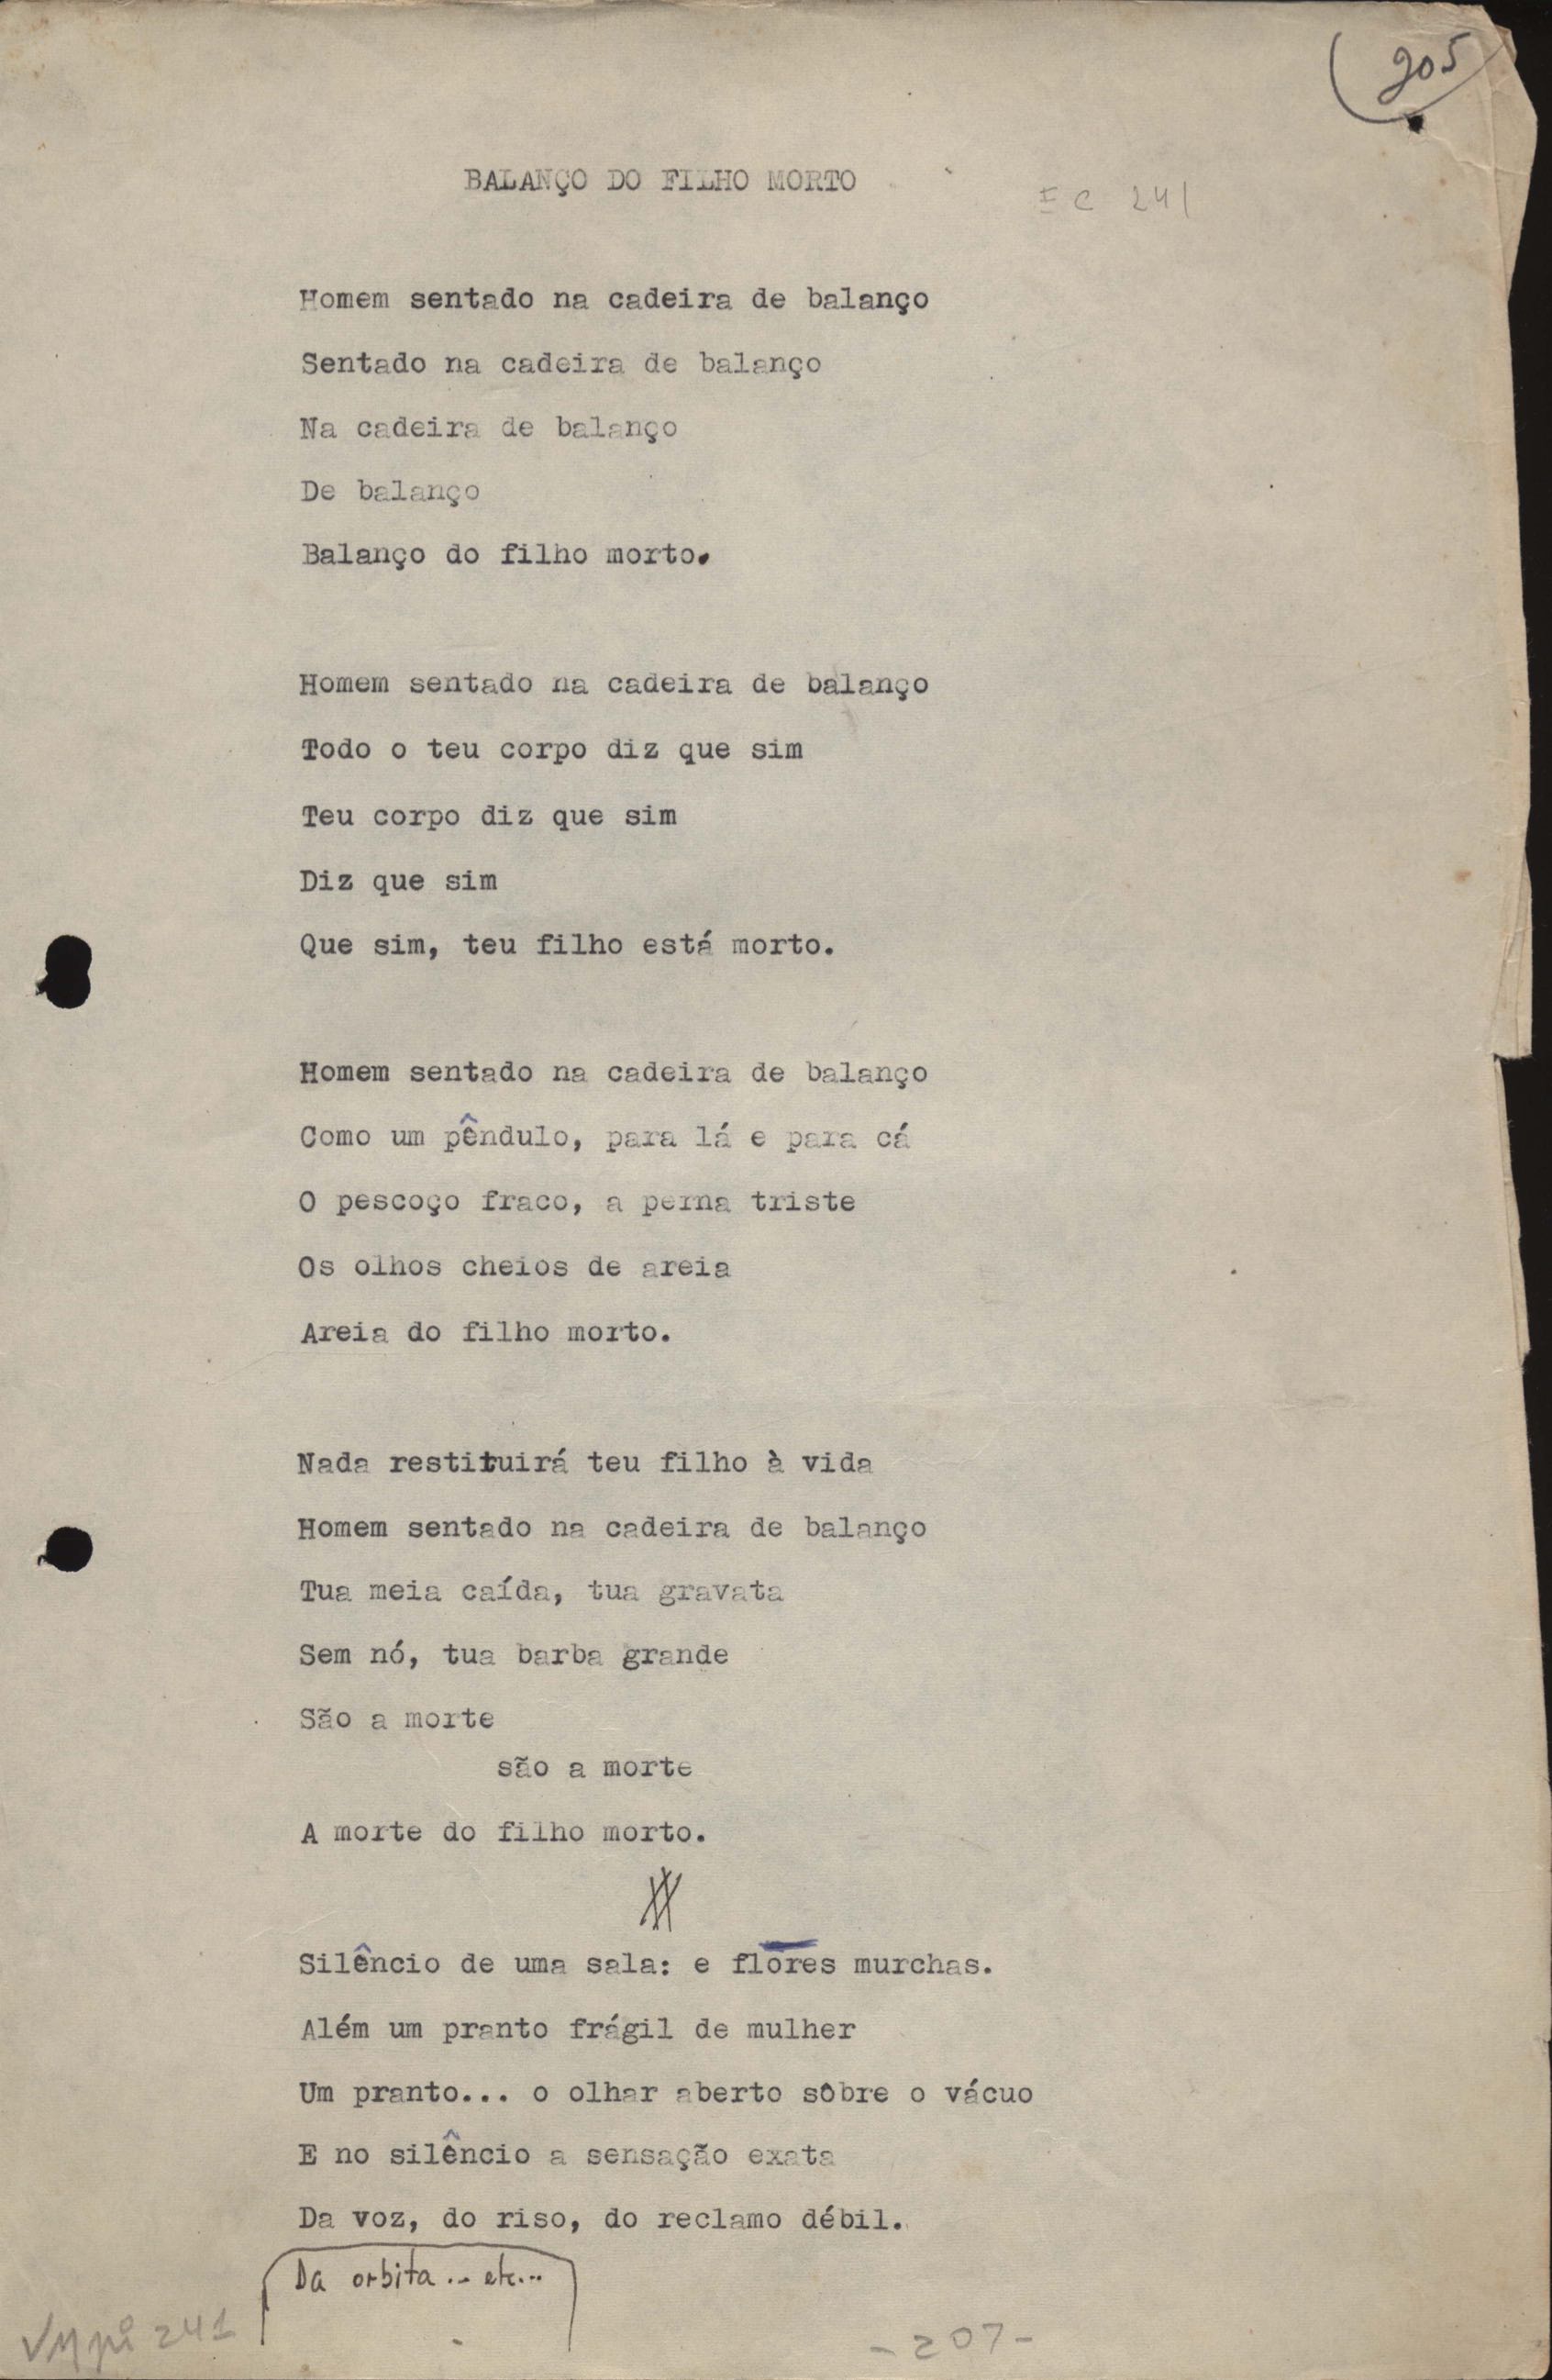 205
BALANÇO DO FILHO MORTO
241
Homem sentado na cadeira de balanço
Sentado na cadeira de balanço
Na cadeira de balanço
De balanço
Balanço do filho morto.
Homem sentado na cadeira de balanço
Todo o teu corpo diz que sim
Teu corpo diz que sim
Diz que sim
Que sim, teu filho está morto.
Homem sentado na cadeira de balanço
Como um pêndulo, para lá e para cá
O pescoço fraco, a perna triste
Os olhos cheios de areia
Areia do filho morto.
Nada restituirá teu filho à vida
Homem sentado na cadeira de balanço
Tua meia caída, tua gravata
Sem nó, tua barba grande
São a morte
são a morte
A morte do filho morto.
Silêncio de uma sala: e flores murchas.
Além um pranto frágil de mulher
Um pranto... o olhar aberto sôbre o vácuo
E no silêncio a sensação exata
Da voz, do riso, do reclamo débil.
Da orbita... etc...
241
-207-